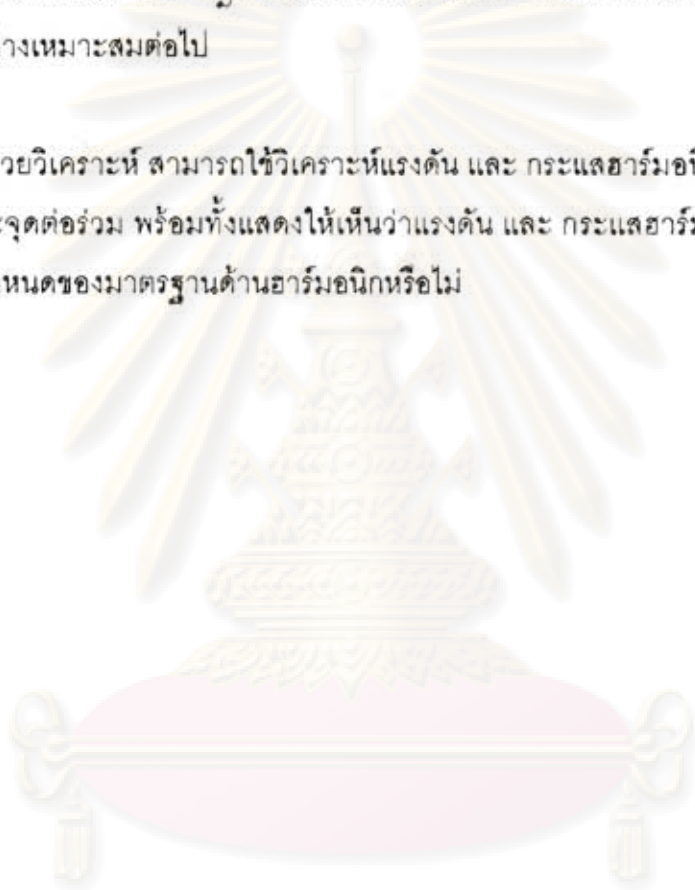 างเหมาะสมต่อไป
วยวิเคราะห์ สามารถใช้วิเคราะห์แรงดัน และ กระแสฮาร์มอนิ
ะจุดต่อร่วม พร้อมทั้งแสดงให้เห็นว่าแรงดัน และ กระแสฮาร์ม
หนดของมาตรฐานด้านฮาร์มอนิกหรือไม่